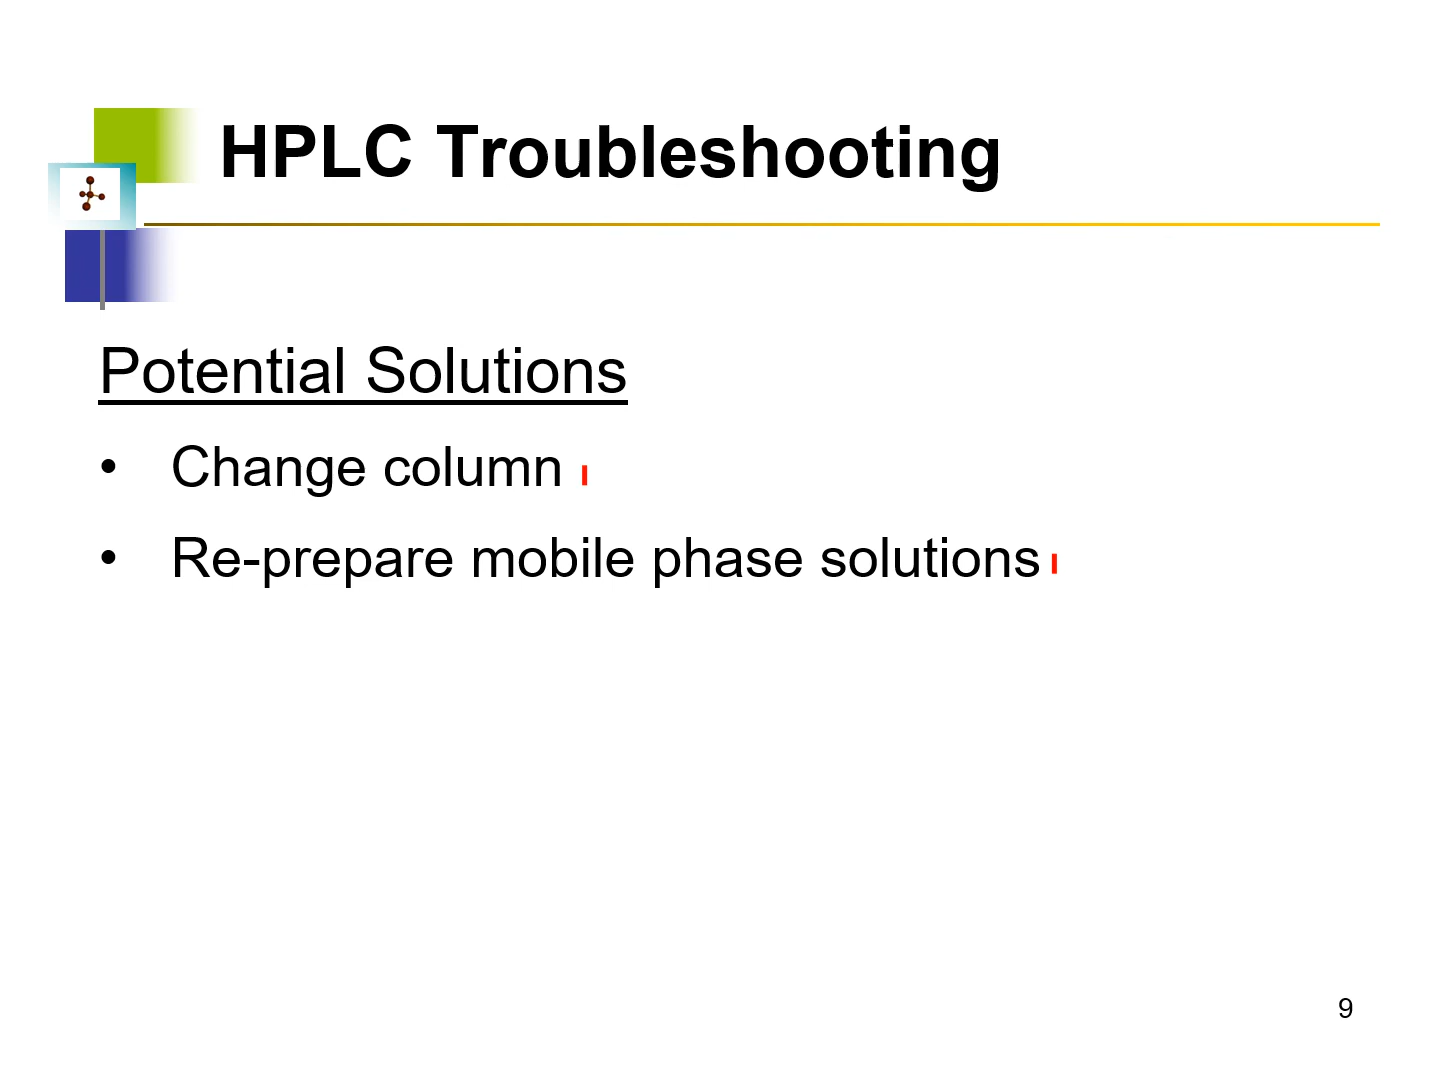 HPLC Troubleshooting
Potential Solutions
• Change column
• Re-prepare mobile phase solutions
9